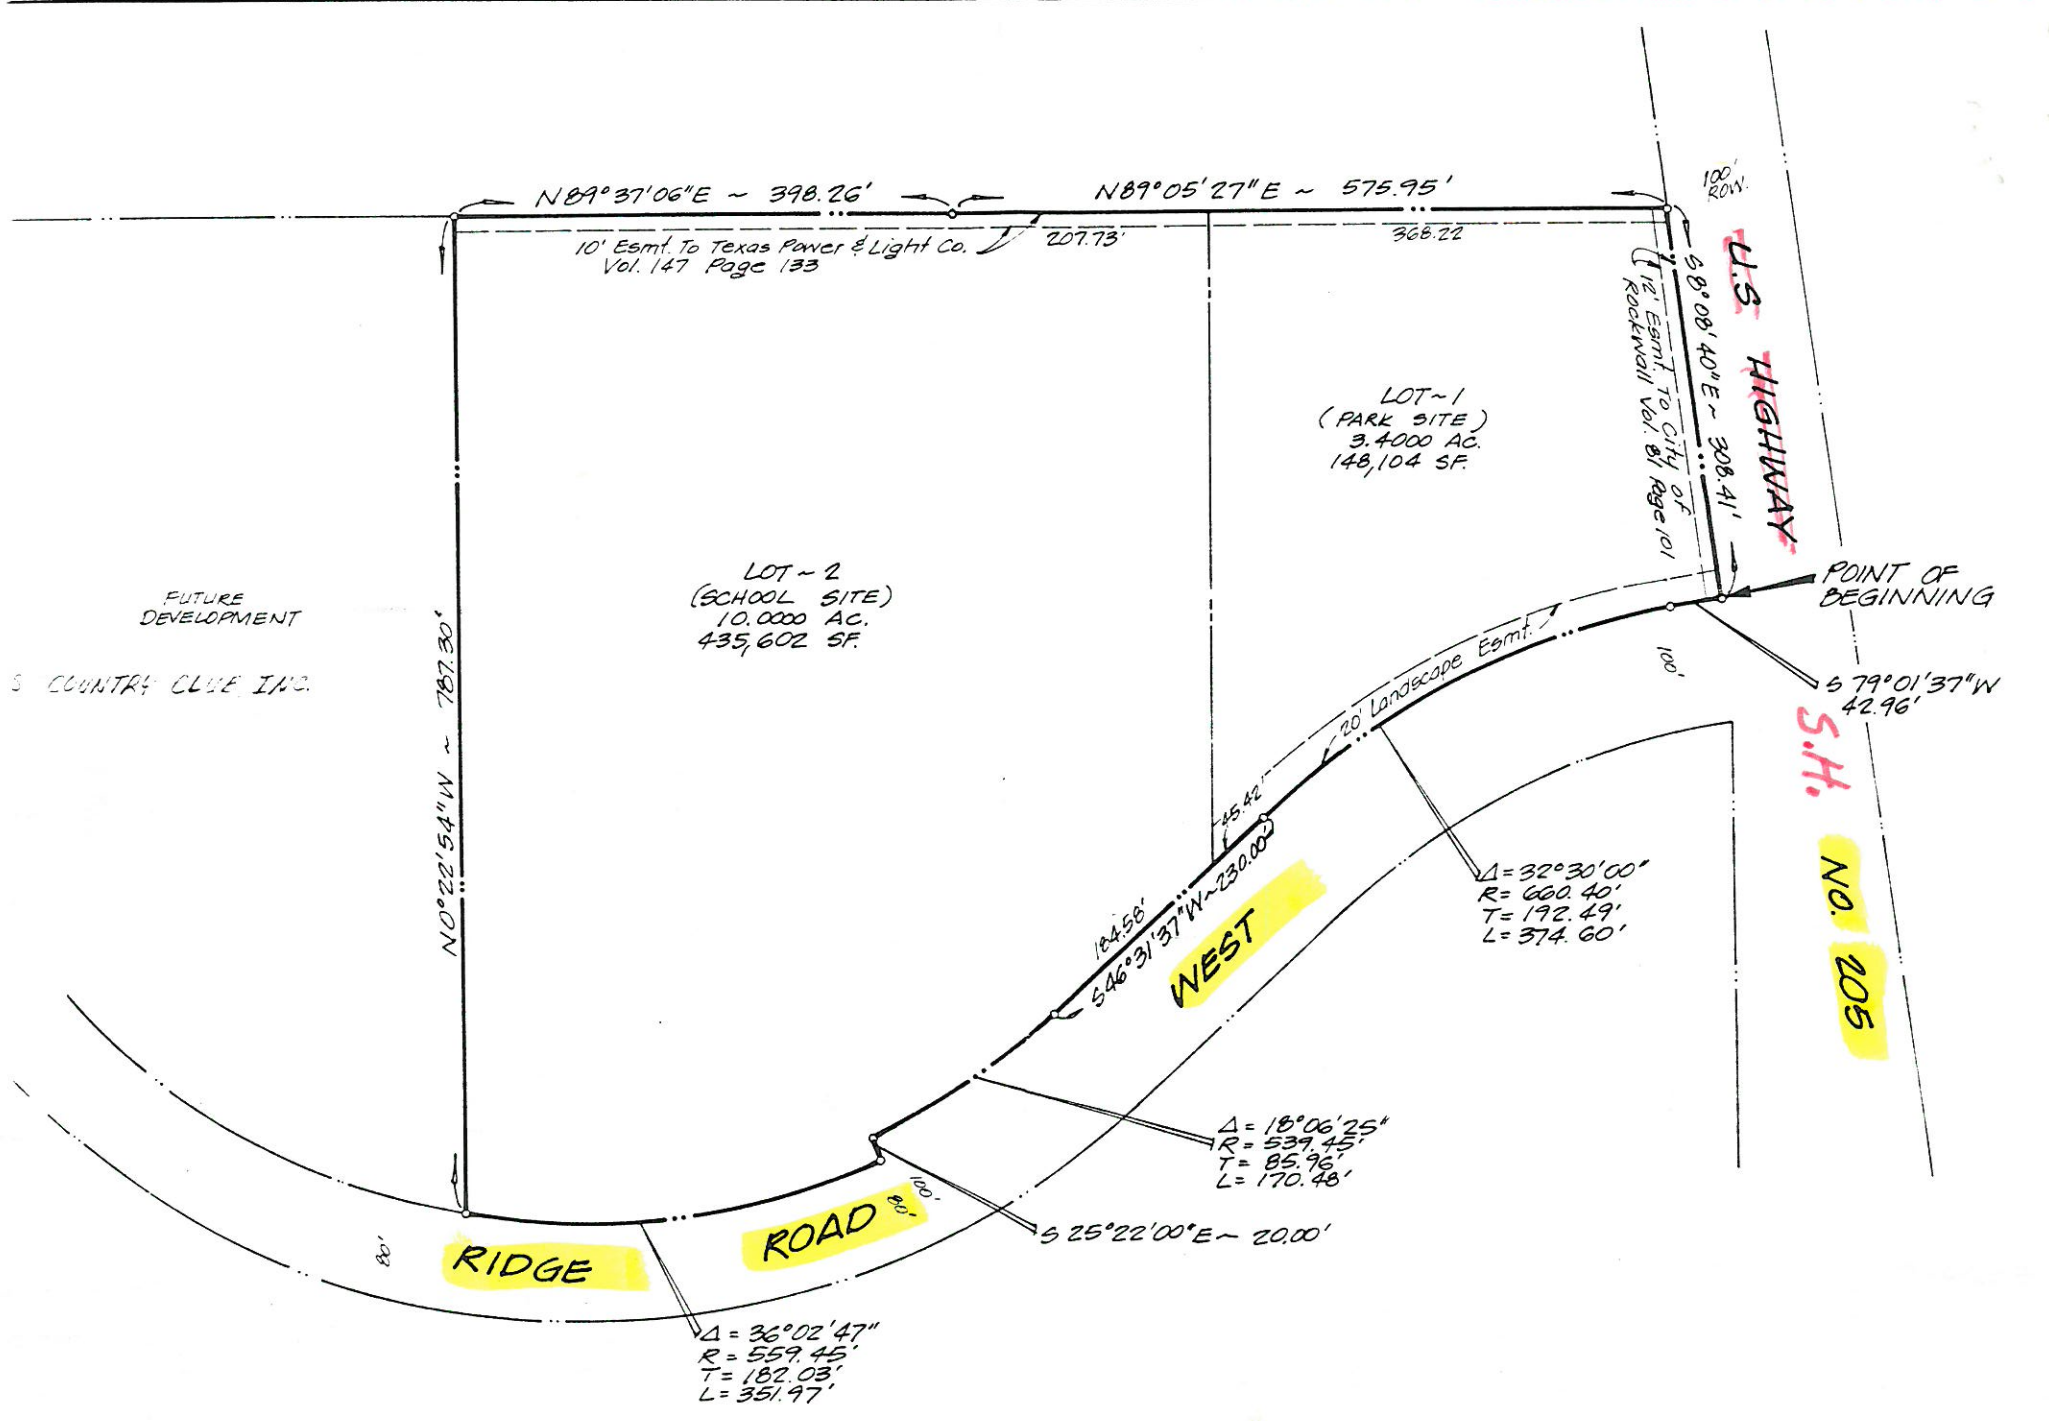 N89°37'06"E ~ 398.26'
N89°05'27"E ~ 575.95'
100'
ROW.
10' Esmt. To Texas Power & Light Co.
Vol. 147 Page 133
207.73'
368.22
S8°08'40"E ~ 308.41'
12' Esmt. To City of
Rockwall Vol. 81 Page 101
U.S HIGHWAY
LOT~1
(PARK SITE)
3.4000 AC.
148,104 SF.
LOT~2
(SCHOOL SITE)
10.0000 AC.
435,602 SF.
FUTURE
DEVELOPMENT
S COUNTRY CLUB INC.
N0°22'54"W ~ 787.30'
POINT OF
BEGINNING
S 79°01'37"W
42.96'
100'
20' Landscape Esmt.
S.H.
NO. 205
45.42'
S46°31'37"W~230.00'
184.58'
WEST
Δ=32°30'00"
R=660.40'
T=192.49'
L=374.60'
Δ=18°06'25"
R=539.45'
T=85.96'
L=170.48'
S 25°22'00"E ~ 20.00'
100'
80'
ROAD
RIDGE
80'
Δ=36°02'47"
R=559.45'
T=182.03'
L=351.97'